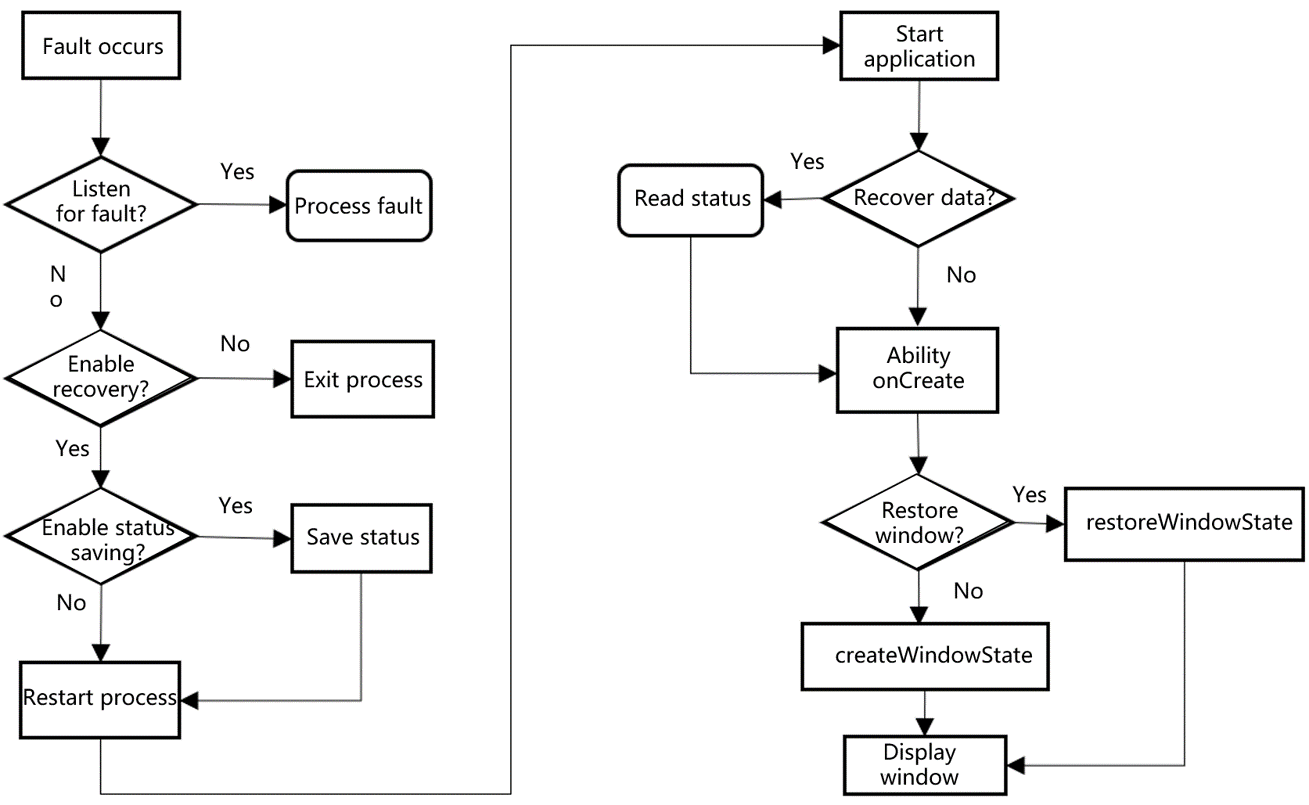 Fault occurs
Listen
for fault?
Yes
Process fault
N
o
Enable
recovery?
No
Exit process
Yes
Enable status
saving?
Yes
Save status
No
Restart process
Start
application
Recover data?
Yes
Read status
No
Ability
onCreate
Restore
window?
Yes
restoreWindowState
No
createWindowState
Display
window